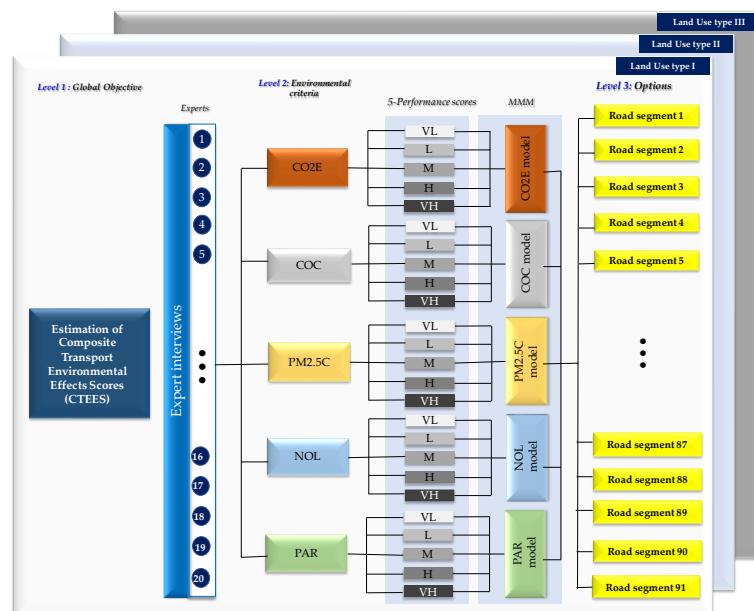 Land Use type III
Land Use type II
Land Use type I
Level 1 : Global Objective
Level 2: Environmental
criteria
Level 3: Options
Experts
5-Performance scores
MMM
Estimation of
Composite
Transport
Environmental
Effects Scores
(CTEES)
Expert interviews
1
2
3
4
5
16
17
18
19
20
CO2E
VL
L
M
H
VH
CO2E model
COC
VL
L
M
H
VH
COC model
PM2.5C
VL
L
M
H
VH
PM2.5C
model
NOL
VL
L
M
H
VH
NOL
model
PAR
VL
L
M
H
VH
PAR
model
Road segment 1
Road segment 2
Road segment 3
Road segment 4
Road segment 5
Road segment 87
Road segment 88
Road segment 89
Road segment 90
Road segment 91